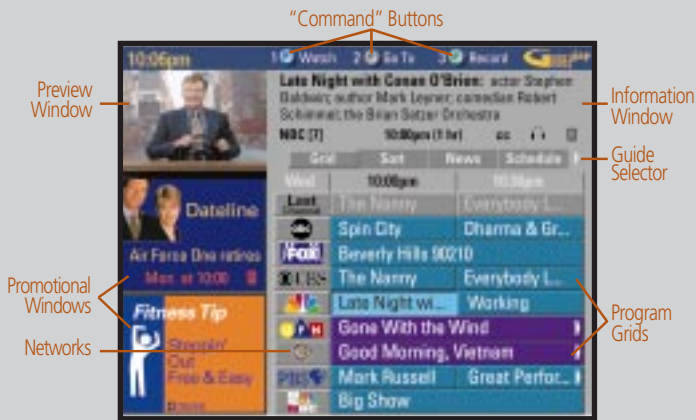 “Command” Buttons
10:06pm
1 Watch 2 Go To 3 Record
Preview
Window
Late Night with Conan O'Brien: actor Stephen
Baldwin; author Mark Leyner; comedian Robert
Schimmel; the Brian Setzer Orchestra
NBC [7] 10:00pm (1 hr) cc
Information
Window
Grid Sort News Schedule
Guide
Selector
Wed 10:00pm 10:30pm
Last The Nanny Everybody L...
Dateline
abc Spin City Dharma & Gr...
Air Force One retires
FOX Beverly Hills 90210
Mon. at 10:00
CBS The Nanny Everybody L...
Promotional
Windows
Late Night wi... Working
Fitness Tip
Gone With the Wind
Program
Grids
Networks
Steppin'
Out
Free & Easy
Good Morning, Vietnam
PBS Mark Russell Great Perfor...
Big Show